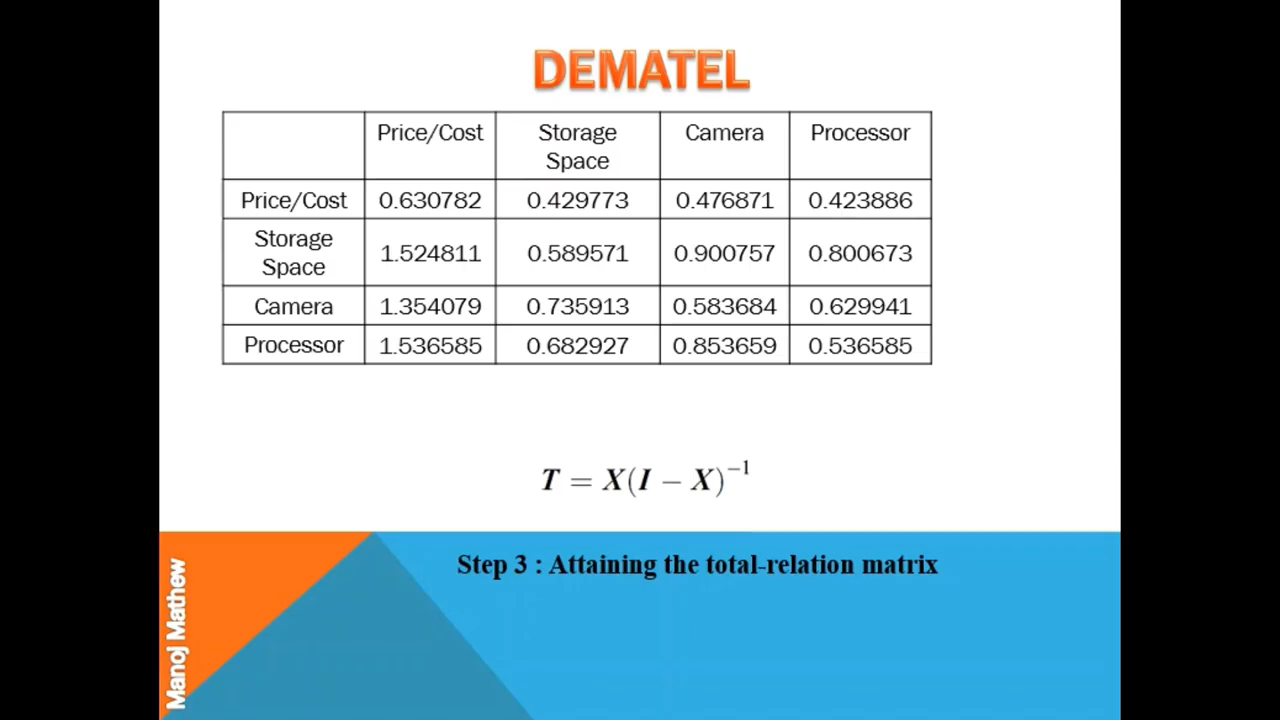 DEMATEL
Price/Cost Storage Space Camera Processor
Price/Cost 0.630782 0.429773 0.476871 0.423886
Storage Space 1.524811 0.589571 0.900757 0.800673
Camera 1.354079 0.735913 0.583684 0.629941
Processor 1.536585 0.682927 0.853659 0.536585
T = X(I − X)⁻¹
Step 3 : Attaining the total-relation matrix
Manoj Mathew